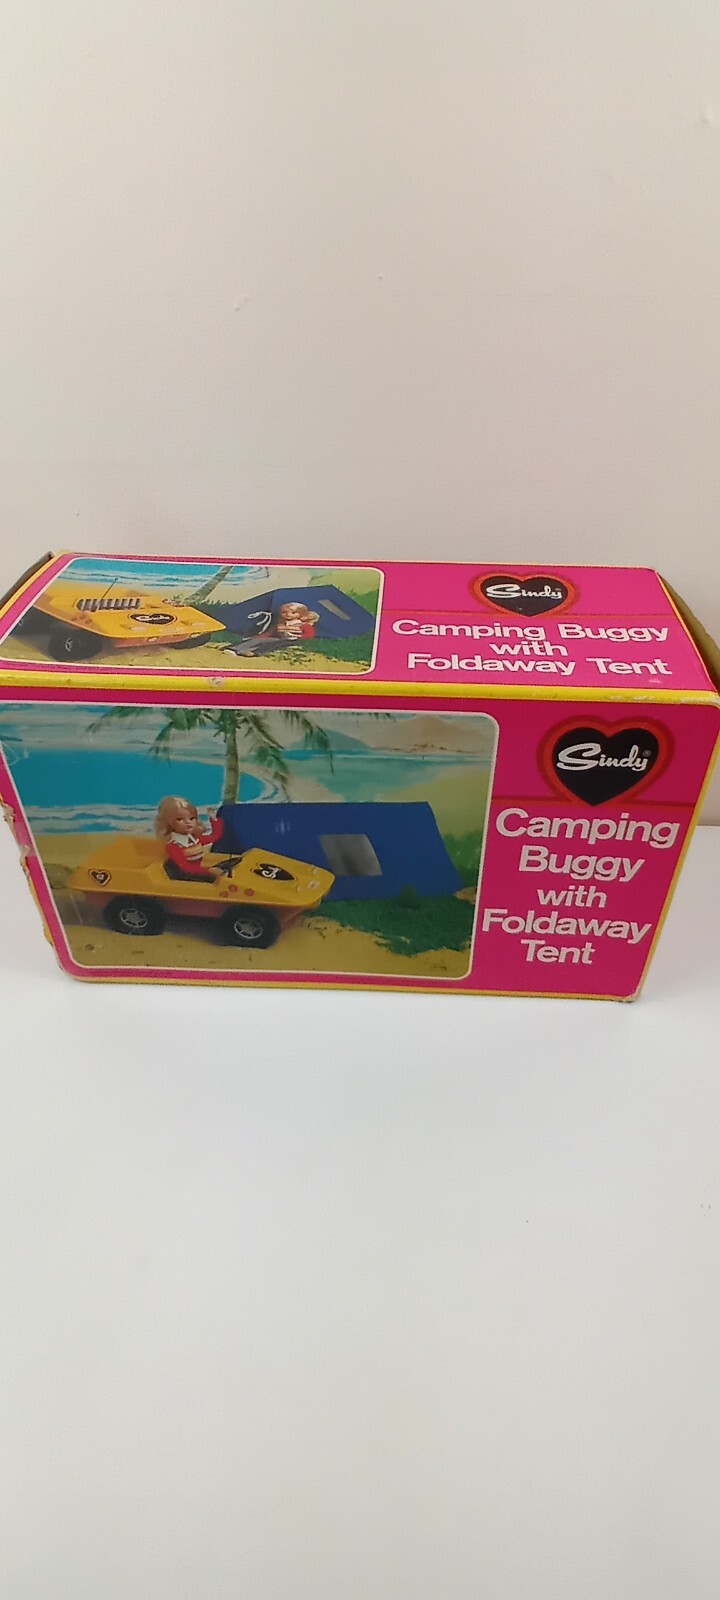 Sindy
Camping Buggy
with
Foldaway Tent
Sindy®
Camping
Buggy
with
Foldaway
Tent